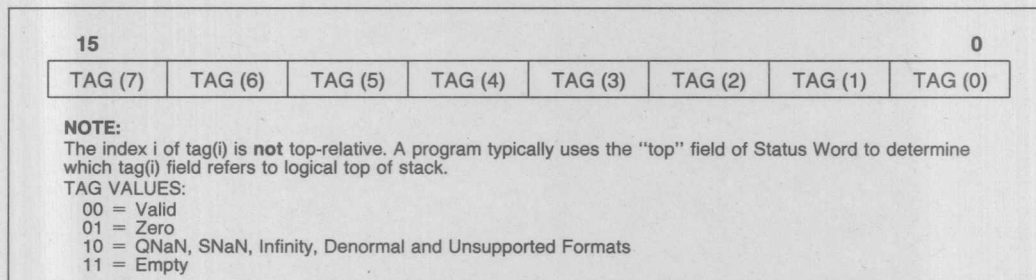 15 0
TAG (7) TAG (6) TAG (5) TAG (4) TAG (3) TAG (2) TAG (1) TAG (0)
NOTE:
The index i of tag(i) is not top-relative. A program typically uses the "top" field of Status Word to determine
which tag(i) field refers to logical top of stack.
TAG VALUES:
00 = Valid
01 = Zero
10 = QNaN, SNaN, Infinity, Denormal and Unsupported Formats
11 = Empty